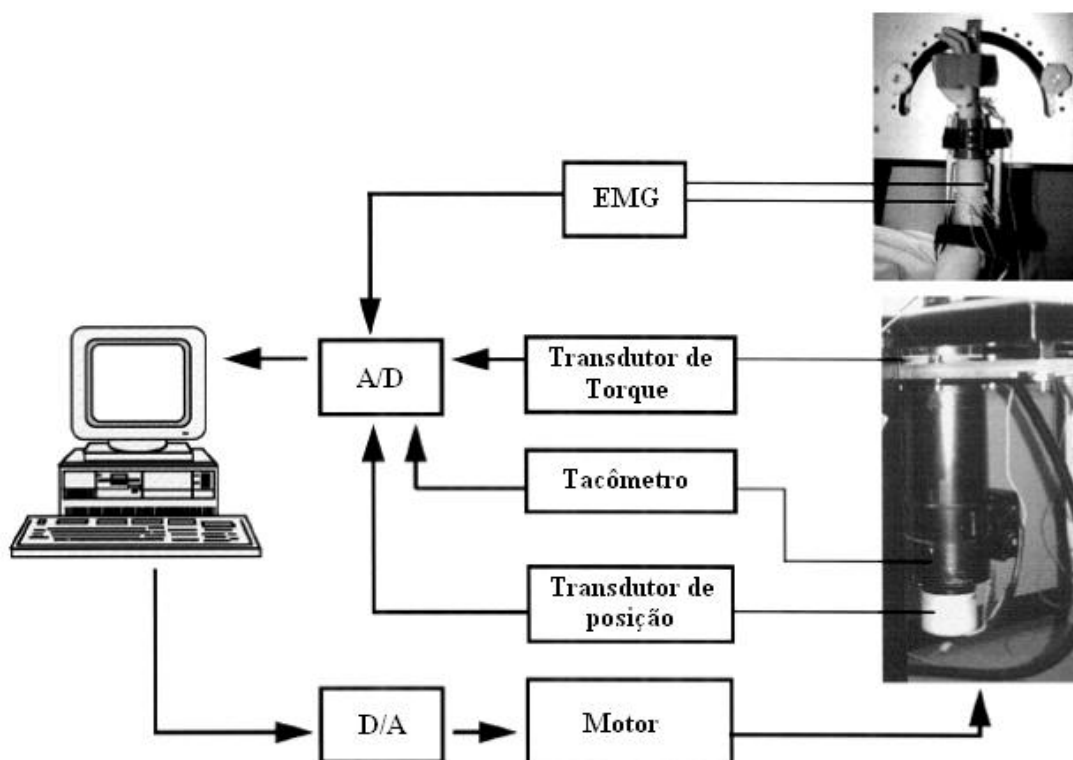 EMG
A/D
Transdutor de
Torque
Tacômetro
Transdutor de
posição
D/A
Motor